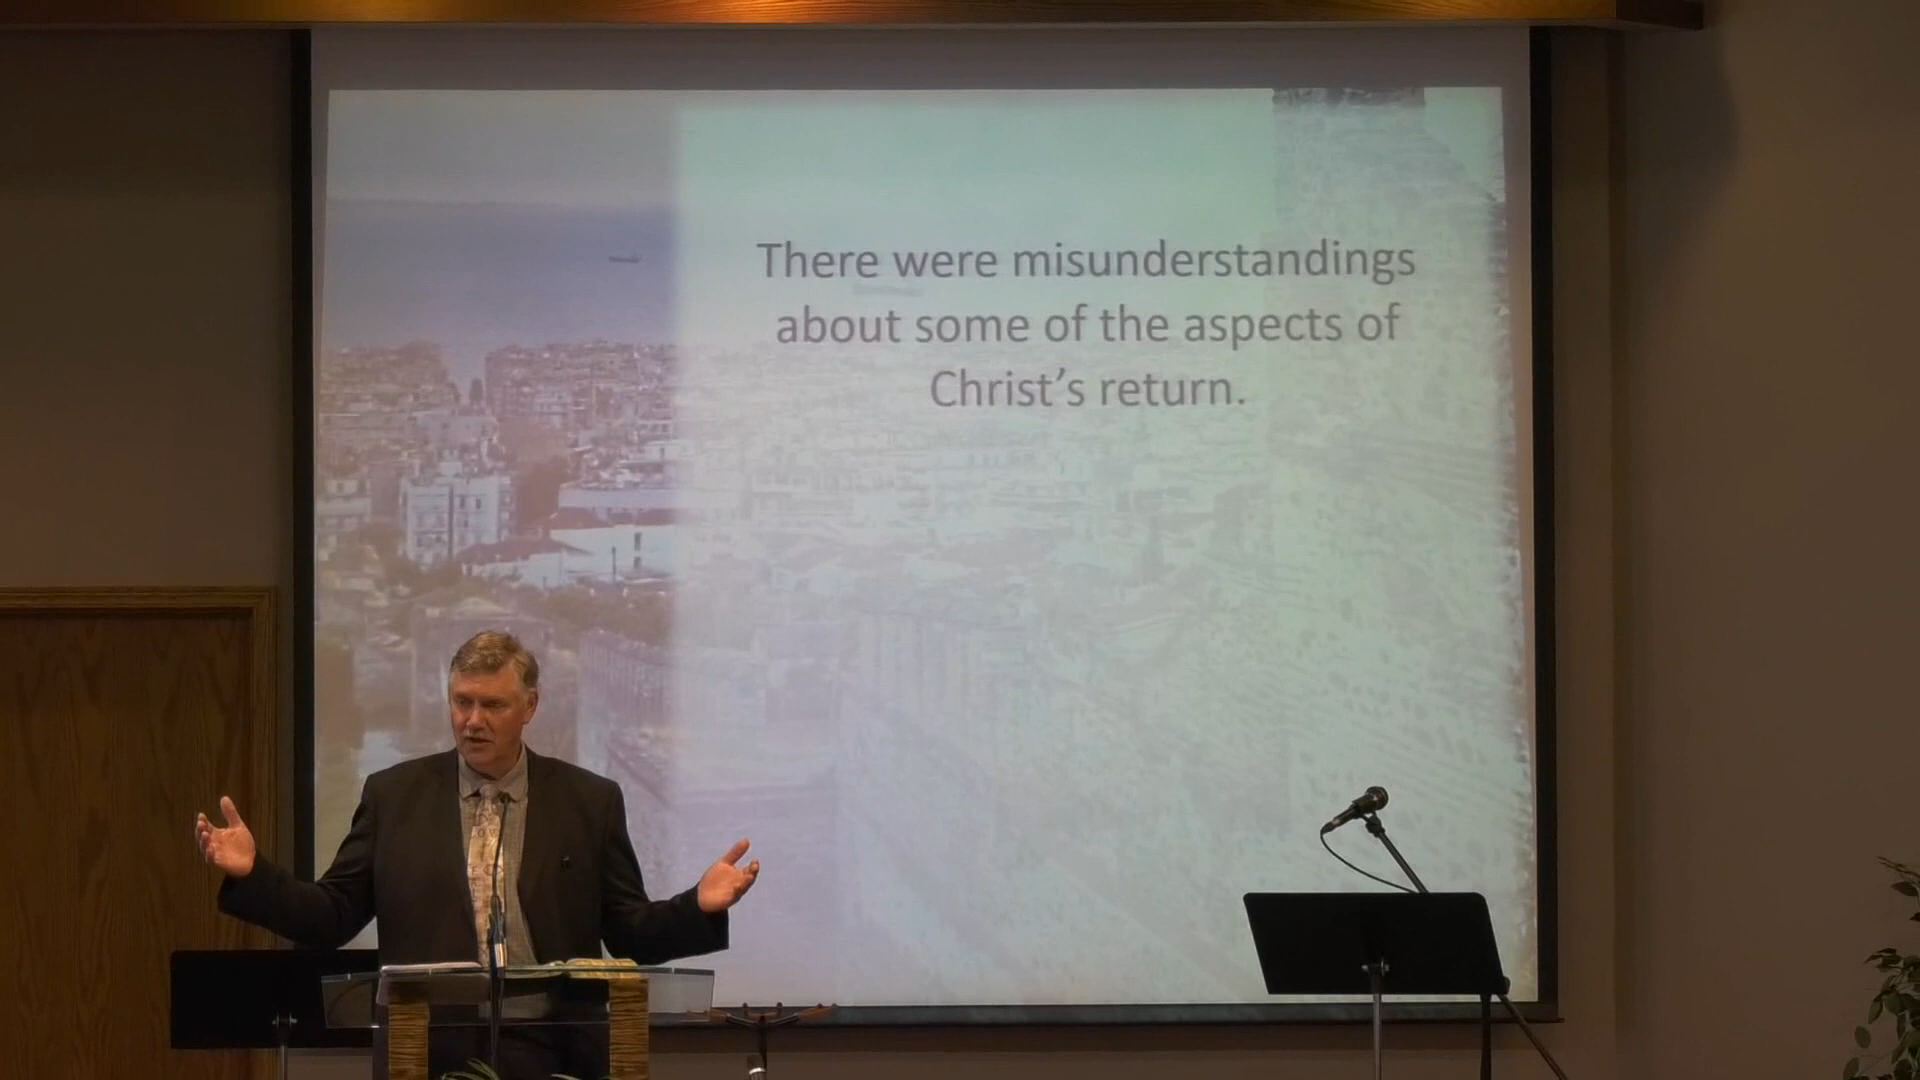 There were misunderstandings
about some of the aspects of
Christ's return.